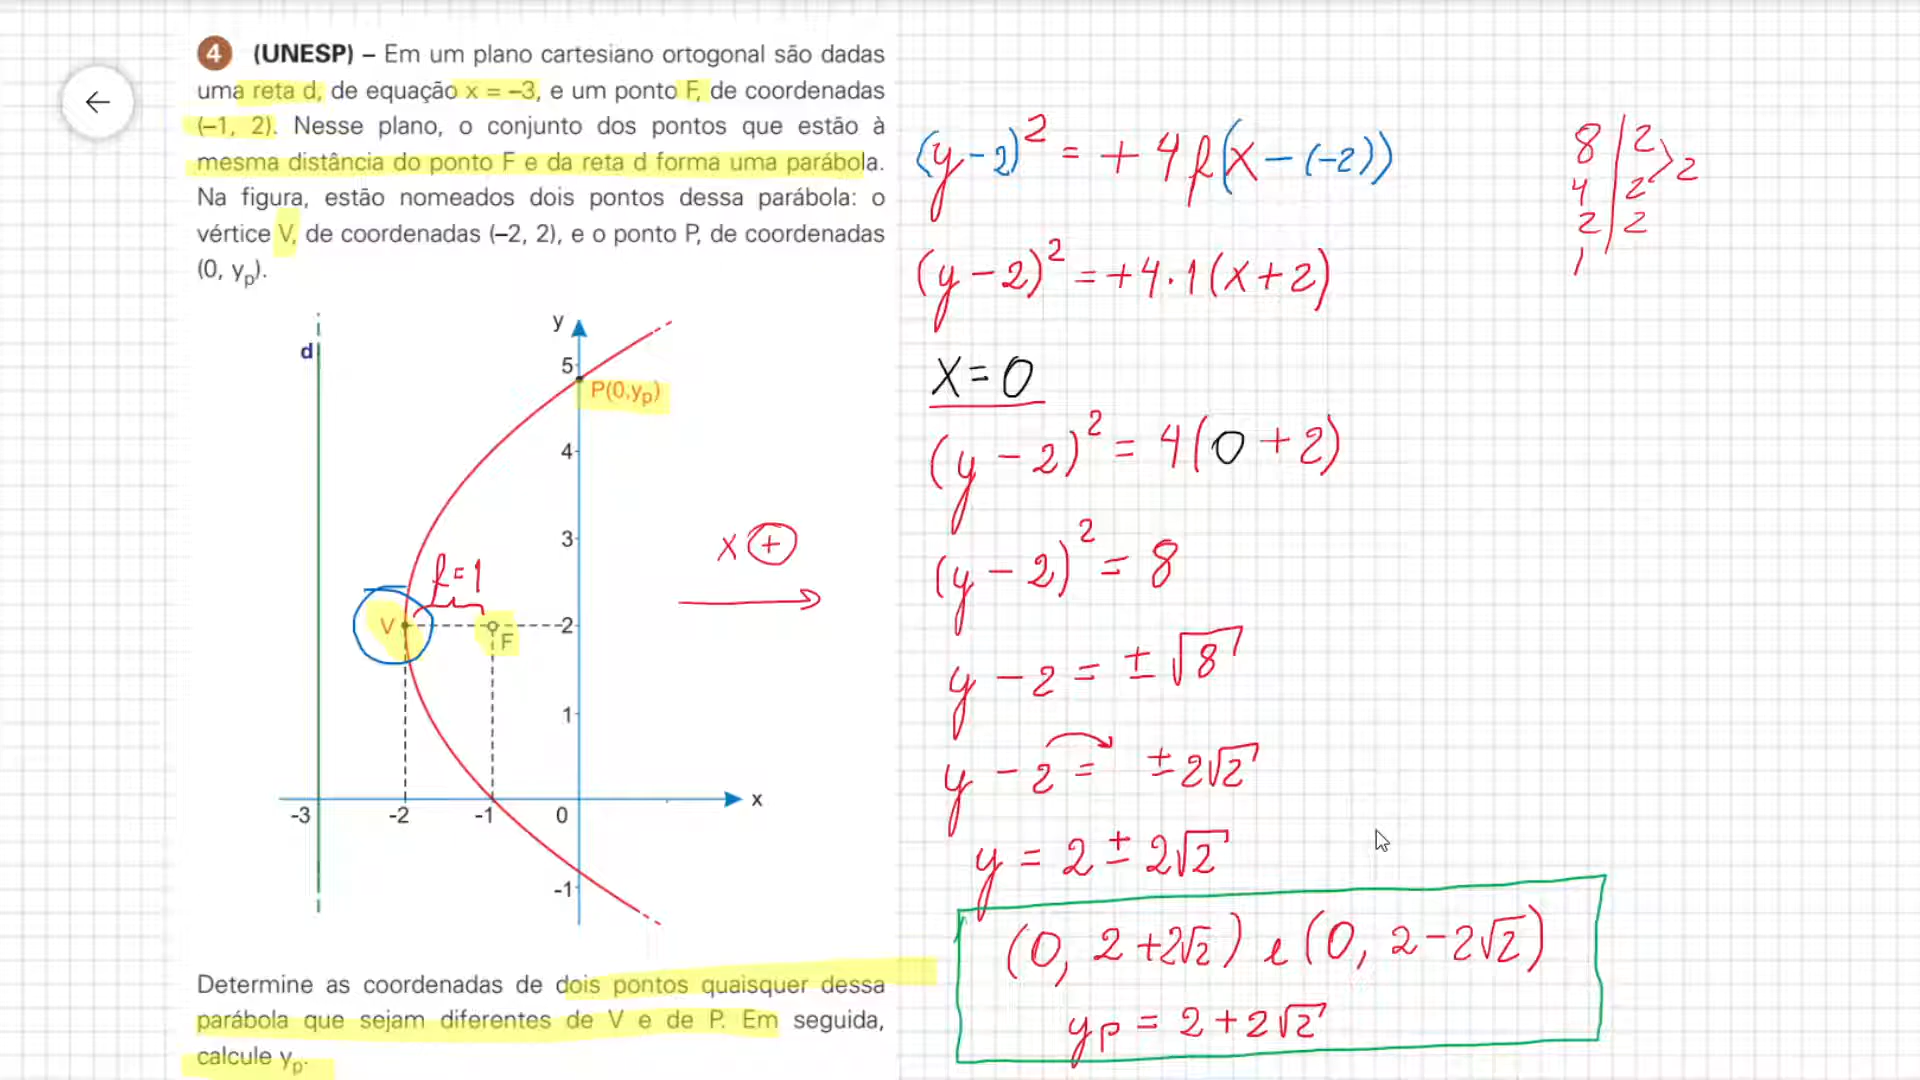 4 (UNESP) – Em um plano cartesiano ortogonal são dadas
uma reta d, de equação x = –3, e um ponto F, de coordenadas
(–1, 2). Nesse plano, o conjunto dos pontos que estão à
mesma distância do ponto F e da reta d forma uma parábola.
Na figura, estão nomeados dois pontos dessa parábola: o
vértice V, de coordenadas (–2, 2), e o ponto P, de coordenadas
(0, yₚ).
d
y
5
P(0,yₚ)
4
3
f=1
x (+)
V
F
2
1
-3
-2
-1
0
x
-1
Determine as coordenadas de dois pontos quaisquer dessa
parábola que sejam diferentes de V e de P. Em seguida,
calcule yₚ.
(y-2)² = +4f(x-(-2))
(y-2)² = +4·1(x+2)
x=0
(y-2)² = 4(0+2)
(y-2)² = 8
y-2 = ±√8
y-2 = ±2√2
y = 2 ± 2√2
(0, 2+2√2) e (0, 2-2√2)
yp = 2+2√2
8 | 2 > 2
4 | 2
2 | 2
1